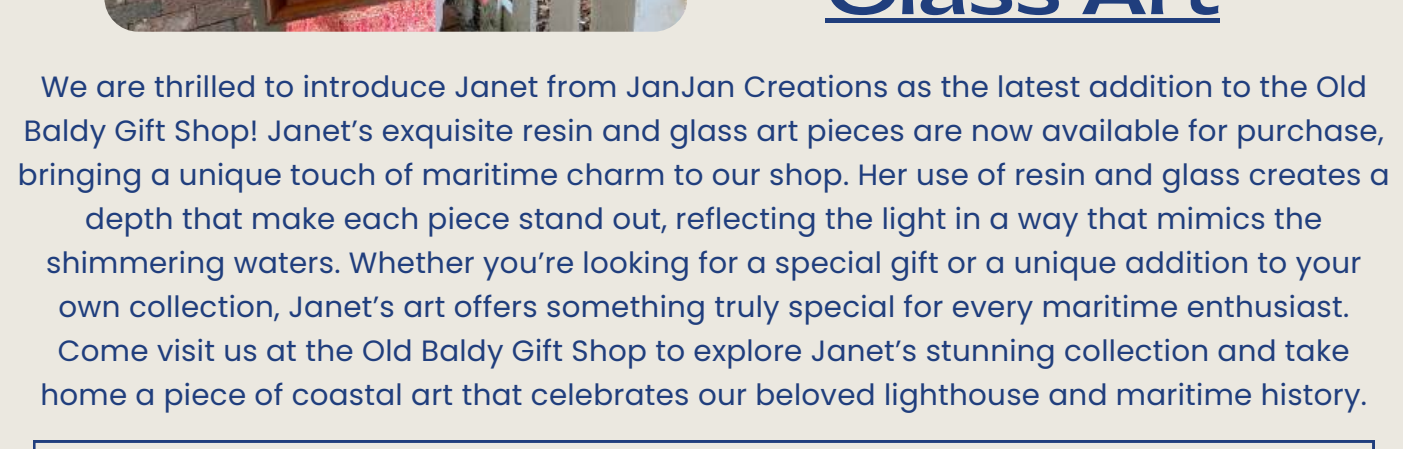 Glass Art
We are thrilled to introduce Janet from JanJan Creations as the latest addition to the Old
Baldy Gift Shop! Janet’s exquisite resin and glass art pieces are now available for purchase,
bringing a unique touch of maritime charm to our shop. Her use of resin and glass creates a
depth that make each piece stand out, reflecting the light in a way that mimics the
shimmering waters. Whether you’re looking for a special gift or a unique addition to your
own collection, Janet’s art offers something truly special for every maritime enthusiast.
Come visit us at the Old Baldy Gift Shop to explore Janet’s stunning collection and take
home a piece of coastal art that celebrates our beloved lighthouse and maritime history.